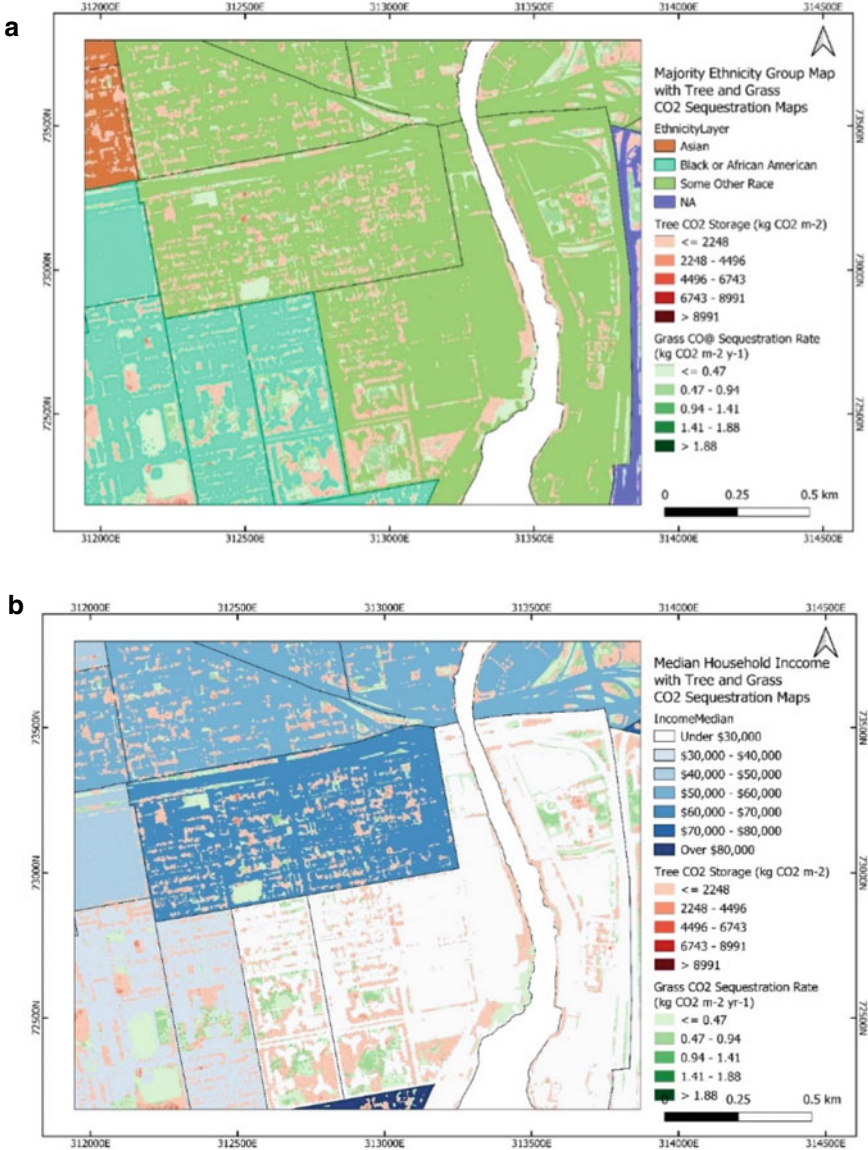 a
312000E 312500E 313000E 313500E 314000E 314500E
73500N
73000N
72500N
Majority Ethnicity Group Map
with Tree and Grass
CO2 Sequestration Maps
EthnicityLayer
Asian
Black or African American
Some Other Race
NA
Tree CO2 Storage (kg CO2 m-2)
<= 2248
2248 - 4496
4496 - 6743
6743 - 8991
> 8991
Grass CO@ Sequestration Rate
(kg CO2 m-2 y-1)
<= 0.47
0.47 - 0.94
0.94 - 1.41
1.41 - 1.88
> 1.88
0 0.25 0.5 km
73500N
73000N
72500N
312000E 312500E 313000E 313500E 314000E 314500E
b
312000E 312500E 313000E 313500E 314000E 314500E
73500N
73000N
72500N
Median Household Inccome
with Tree and Grass
CO2 Sequestration Maps
IncomeMedian
Under $30,000
$30,000 - $40,000
$40,000 - $50,000
$50,000 - $60,000
$60,000 - $70,000
$70,000 - $80,000
Over $80,000
Tree CO2 Storage (kg CO2 m-2)
<= 2248
2248 - 4496
4496 - 6743
6743 - 8991
> 8991
Grass CO2 Sequestration Rate
(kg CO2 m-2 yr-1)
<= 0.47
0.47 - 0.94
0.94 - 1.41
1.41 - 1.88
> 1.88
0 0.25 0.5 km
73500N
73000N
72500N
312000E 312500E 313000E 313500E 314000E 314500E